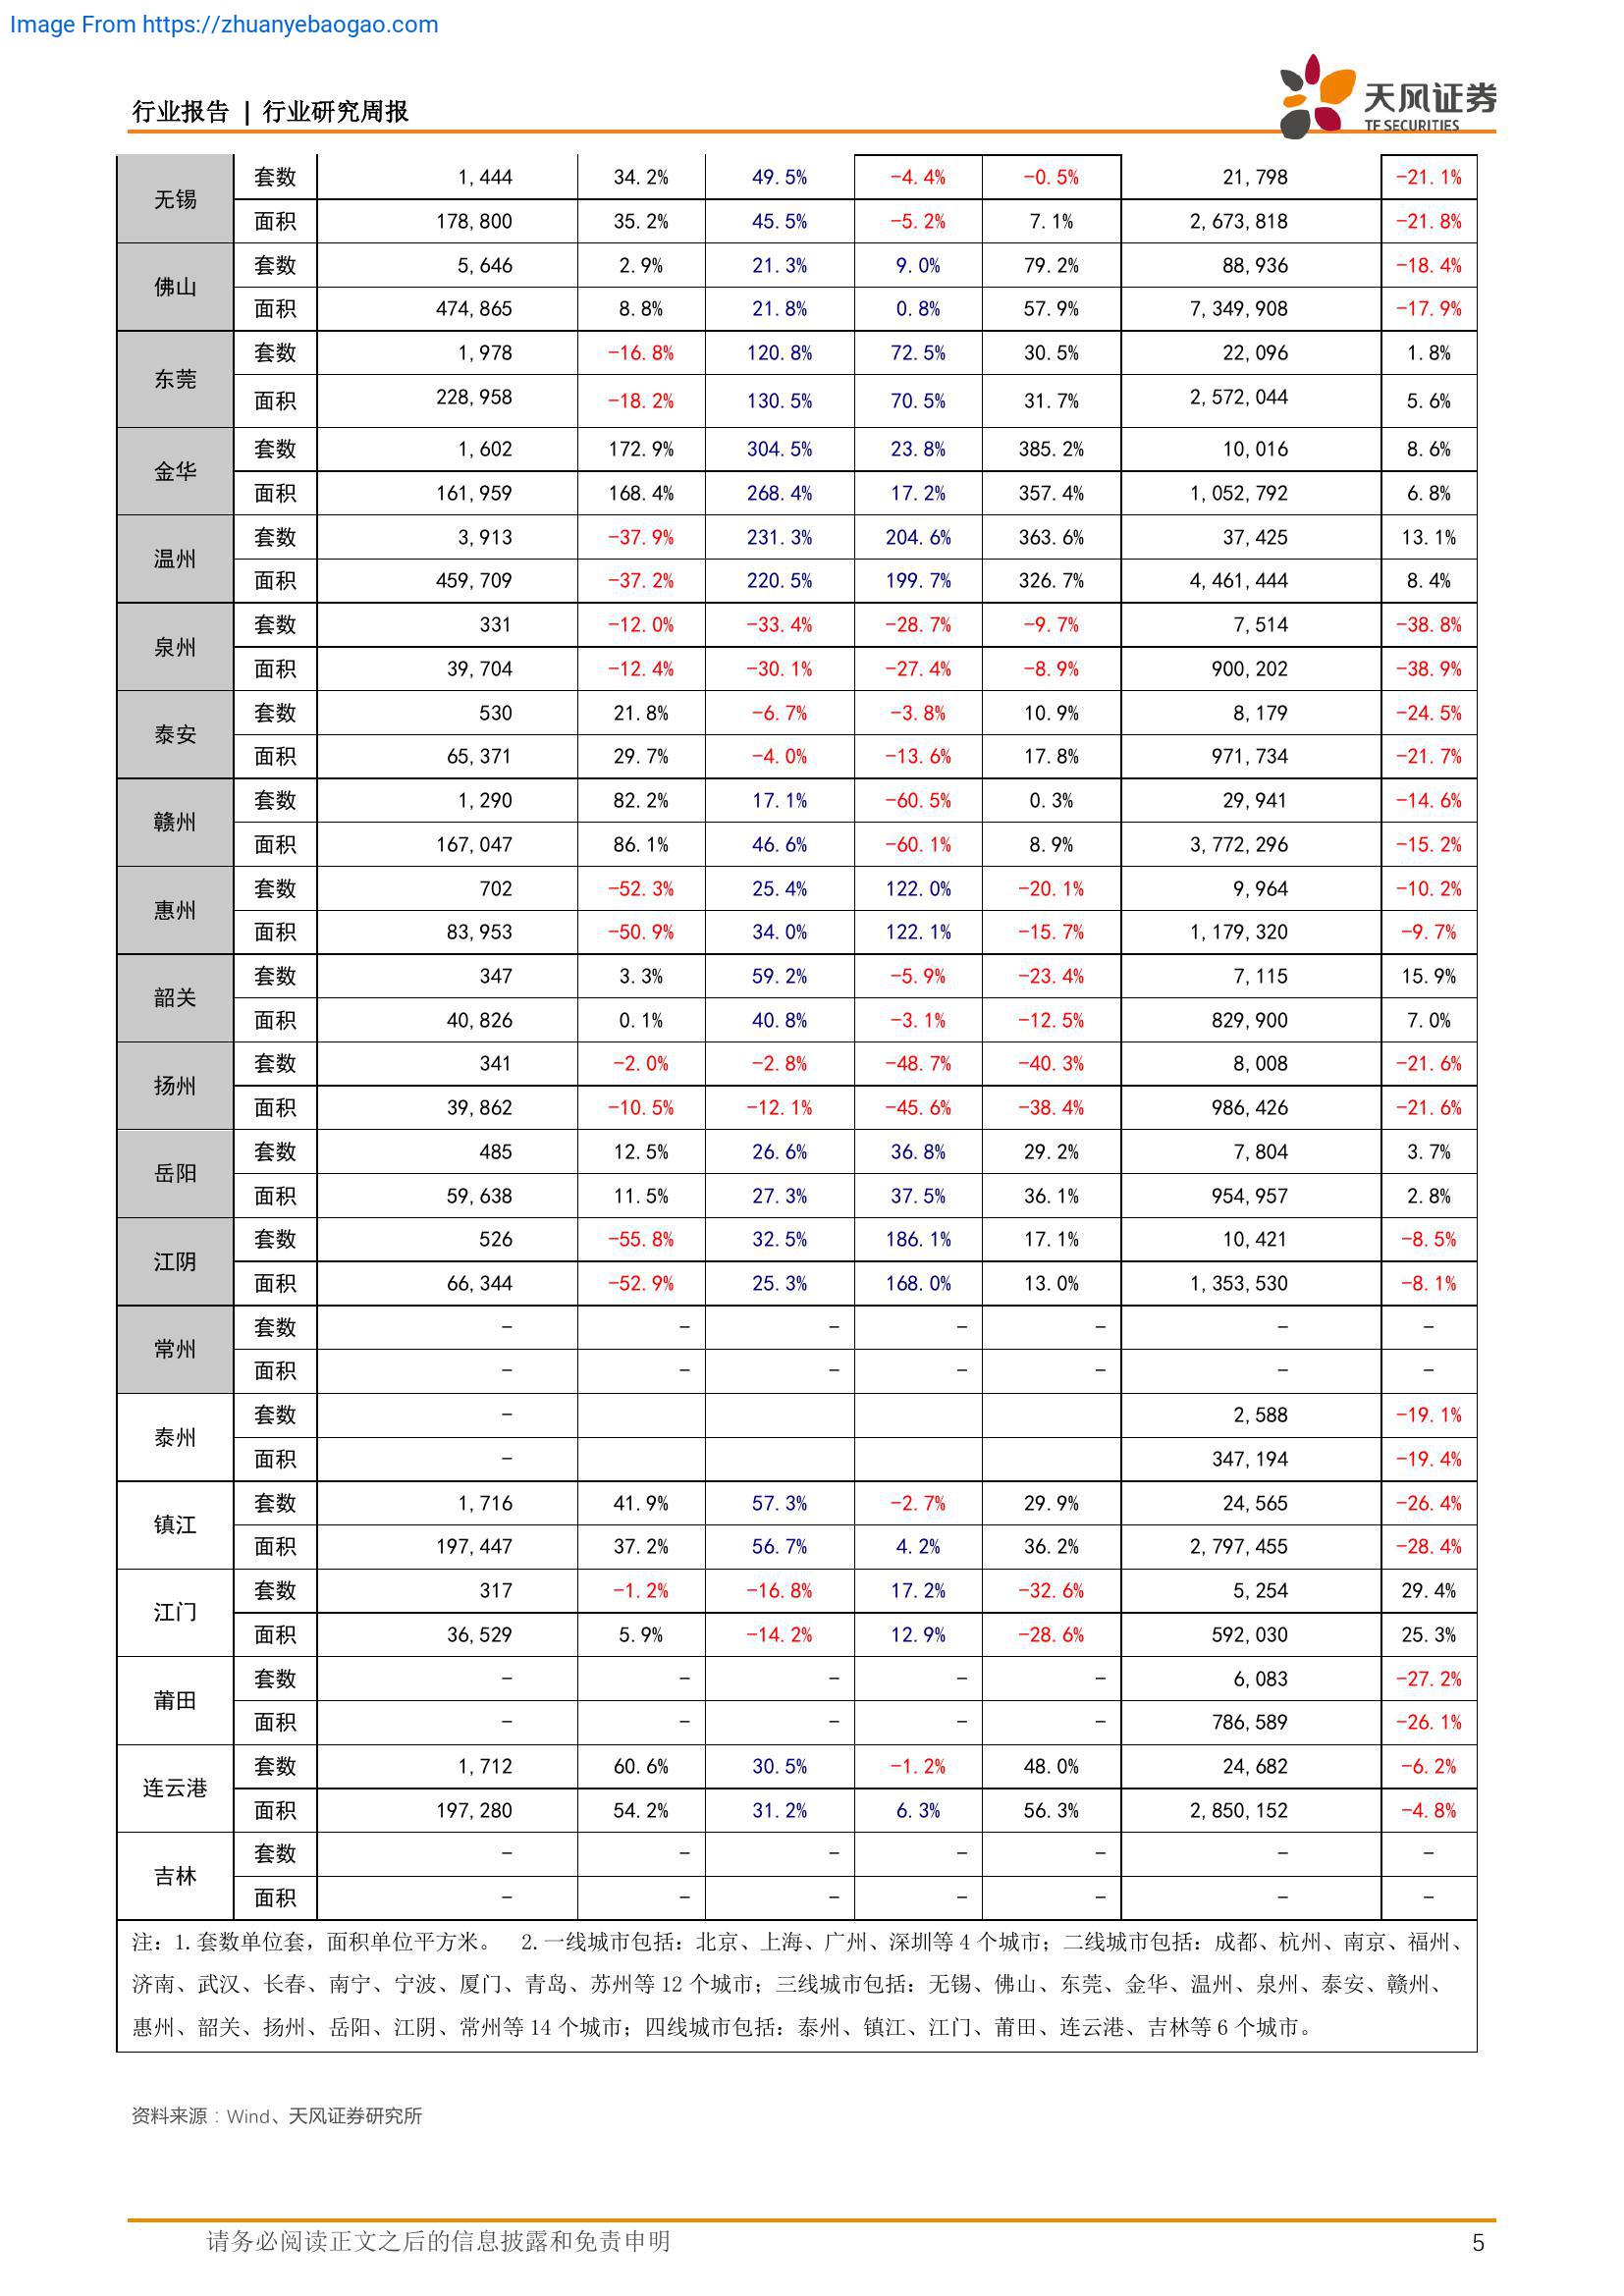 Image From https://zhuanyebaogao.com
行业报告 | 行业研究周报
天风证券
TF SECURITIES
无锡 套数 1,444 34.2% 49.5% -4.4% -0.5% 21,798 -21.1%
面积 178,800 35.2% 45.5% -5.2% 7.1% 2,673,818 -21.8%
佛山 套数 5,646 2.9% 21.3% 9.0% 79.2% 88,936 -18.4%
面积 474,865 8.8% 21.8% 0.8% 57.9% 7,349,908 -17.9%
东莞 套数 1,978 -16.8% 120.8% 72.5% 30.5% 22,096 1.8%
面积 228,958 -18.2% 130.5% 70.5% 31.7% 2,572,044 5.6%
金华 套数 1,602 172.9% 304.5% 23.8% 385.2% 10,016 8.6%
面积 161,959 168.4% 268.4% 17.2% 357.4% 1,052,792 6.8%
温州 套数 3,913 -37.9% 231.3% 204.6% 363.6% 37,425 13.1%
面积 459,709 -37.2% 220.5% 199.7% 326.7% 4,461,444 8.4%
泉州 套数 331 -12.0% -33.4% -28.7% -9.7% 7,514 -38.8%
面积 39,704 -12.4% -30.1% -27.4% -8.9% 900,202 -38.9%
泰安 套数 530 21.8% -6.7% -3.8% 10.9% 8,179 -24.5%
面积 65,371 29.7% -4.0% -13.6% 17.8% 971,734 -21.7%
赣州 套数 1,290 82.2% 17.1% -60.5% 0.3% 29,941 -14.6%
面积 167,047 86.1% 46.6% -60.1% 8.9% 3,772,296 -15.2%
惠州 套数 702 -52.3% 25.4% 122.0% -20.1% 9,964 -10.2%
面积 83,953 -50.9% 34.0% 122.1% -15.7% 1,179,320 -9.7%
韶关 套数 347 3.3% 59.2% -5.9% -23.4% 7,115 15.9%
面积 40,826 0.1% 40.8% -3.1% -12.5% 829,900 7.0%
扬州 套数 341 -2.0% -2.8% -48.7% -40.3% 8,008 -21.6%
面积 39,862 -10.5% -12.1% -45.6% -38.4% 986,426 -21.6%
岳阳 套数 485 12.5% 26.6% 36.8% 29.2% 7,804 3.7%
面积 59,638 11.5% 27.3% 37.5% 36.1% 954,957 2.8%
江阴 套数 526 -55.8% 32.5% 186.1% 17.1% 10,421 -8.5%
面积 66,344 -52.9% 25.3% 168.0% 13.0% 1,353,530 -8.1%
常州 套数 - - - - - - -
面积 - - - - - - -
泰州 套数 - 2,588 -19.1%
面积 - 347,194 -19.4%
镇江 套数 1,716 41.9% 57.3% -2.7% 29.9% 24,565 -26.4%
面积 197,447 37.2% 56.7% 4.2% 36.2% 2,797,455 -28.4%
江门 套数 317 -1.2% -16.8% 17.2% -32.6% 5,254 29.4%
面积 36,529 5.9% -14.2% 12.9% -28.6% 592,030 25.3%
莆田 套数 - - - - - 6,083 -27.2%
面积 - - - - - 786,589 -26.1%
连云港 套数 1,712 60.6% 30.5% -1.2% 48.0% 24,682 -6.2%
面积 197,280 54.2% 31.2% 6.3% 56.3% 2,850,152 -4.8%
吉林 套数 - - - - - - -
面积 - - - - - - -
注：1.套数单位套，面积单位平方米。 2.一线城市包括：北京、上海、广州、深圳等 4 个城市；二线城市包括：成都、杭州、南京、福州、
济南、武汉、长春、南宁、宁波、厦门、青岛、苏州等 12 个城市；三线城市包括：无锡、佛山、东莞、金华、温州、泉州、泰安、赣州、
惠州、韶关、扬州、岳阳、江阴、常州等 14 个城市；四线城市包括：泰州、镇江、江门、莆田、连云港、吉林等 6 个城市。
资料来源：Wind、天风证券研究所
请务必阅读正文之后的信息披露和免责申明 5